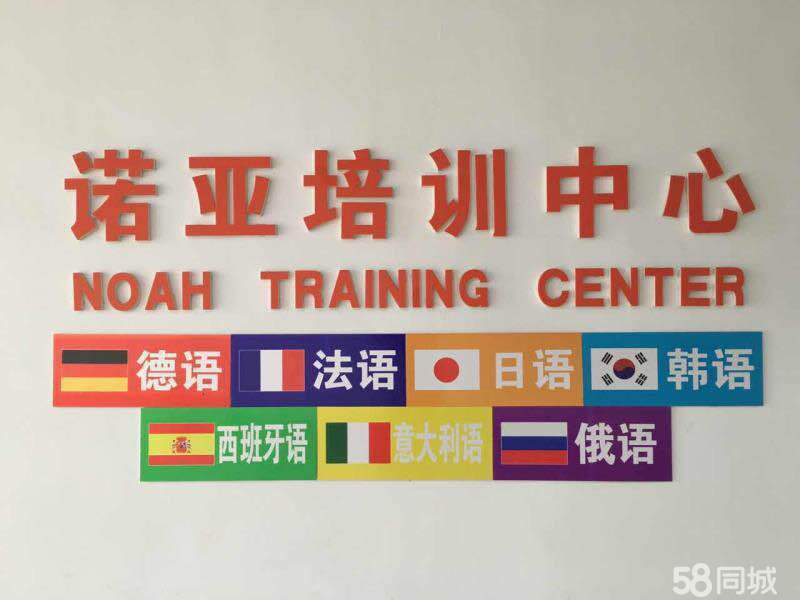 诺亚培训中心
NOAH TRAINING CENTER
德语 法语 日语 韩语
西班牙语 意大利语 俄语
58同城